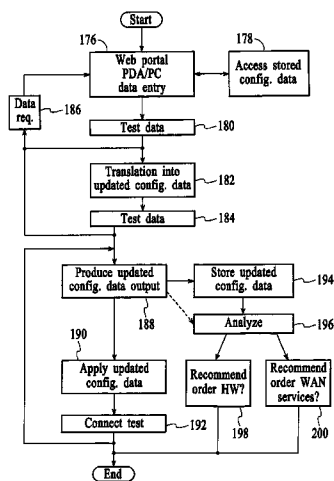 Start
176
Web portal
PDA/PC
data entry
178
Access stored
config. data
Data
req.
186
Test data
180
Translation into
updated config. data
182
Test data
184
Produce updated
config. data output
188
Store updated
config. data
194
Analyze
196
190
Apply updated
config. data
Recommend
order HW?
198
Recommend
order WAN
services?
200
Connect test
192
End